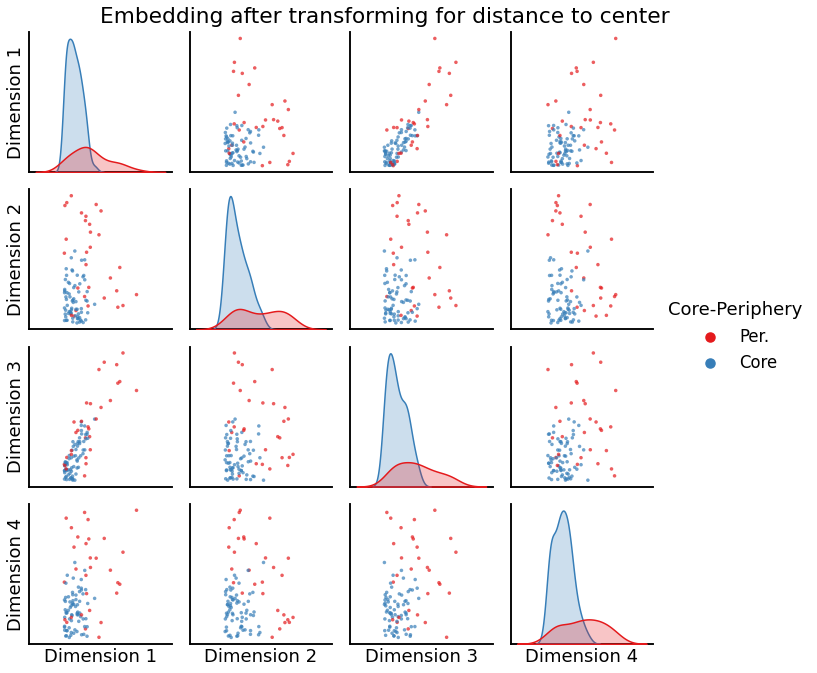 Embedding after transforming for distance to center
Dimension 1
Dimension 2
Dimension 3
Dimension 4
Dimension 1
Dimension 2
Dimension 3
Dimension 4
Core-Periphery
Per.
Core